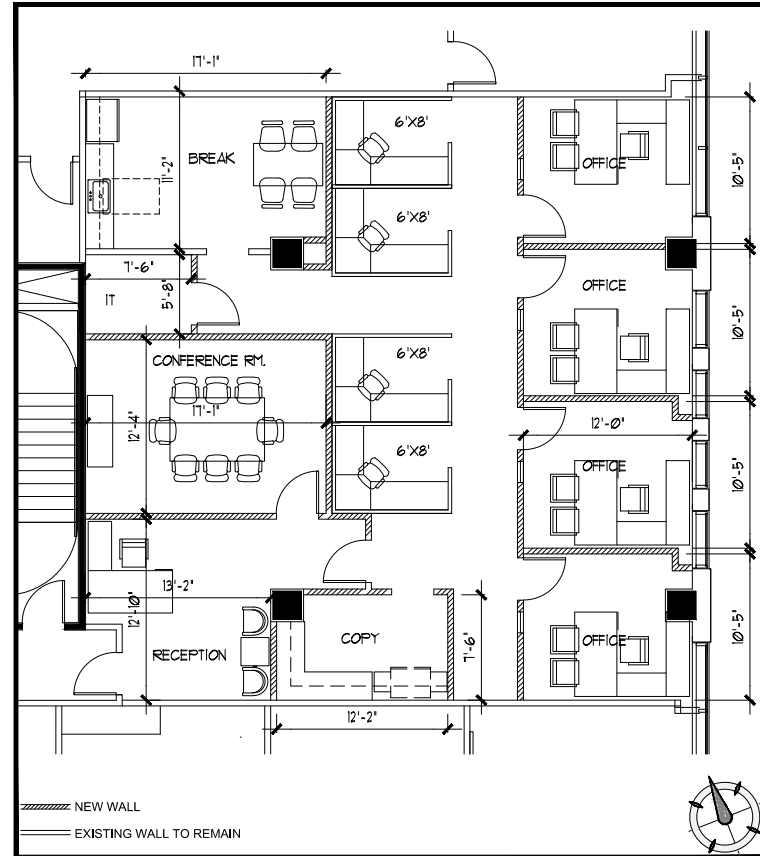 17'-1"
BREAK
11'-2"
6'X8'
OFFICE
10'-5"
6'X8'
7'-6"
IT
5'-8"
OFFICE
10'-5"
CONFERENCE RM.
6'X8'
17'-1"
12'-4"
12'-0"
6'X8'
OFFICE
10'-5"
13'-2"
12'-10"
RECEPTION
COPY
7'-6"
OFFICE
10'-5"
12'-2"
NEW WALL
EXISTING WALL TO REMAIN